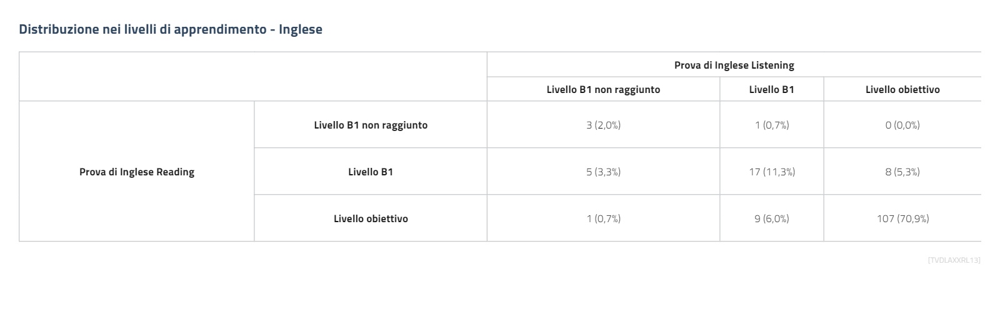 Distribuzione nei livelli di apprendimento - Inglese
Prova di Inglese Listening
Livello B1 non raggiunto Livello B1 Livello obiettivo
Livello B1 non raggiunto 3 (2,0%) 1 (0,7%) 0 (0,0%)
Prova di Inglese Reading Livello B1 5 (3,3%) 17 (11,3%) 8 (5,3%)
Livello obiettivo 1 (0,7%) 9 (6,0%) 107 (70,9%)
[TVDLAXXRL13]